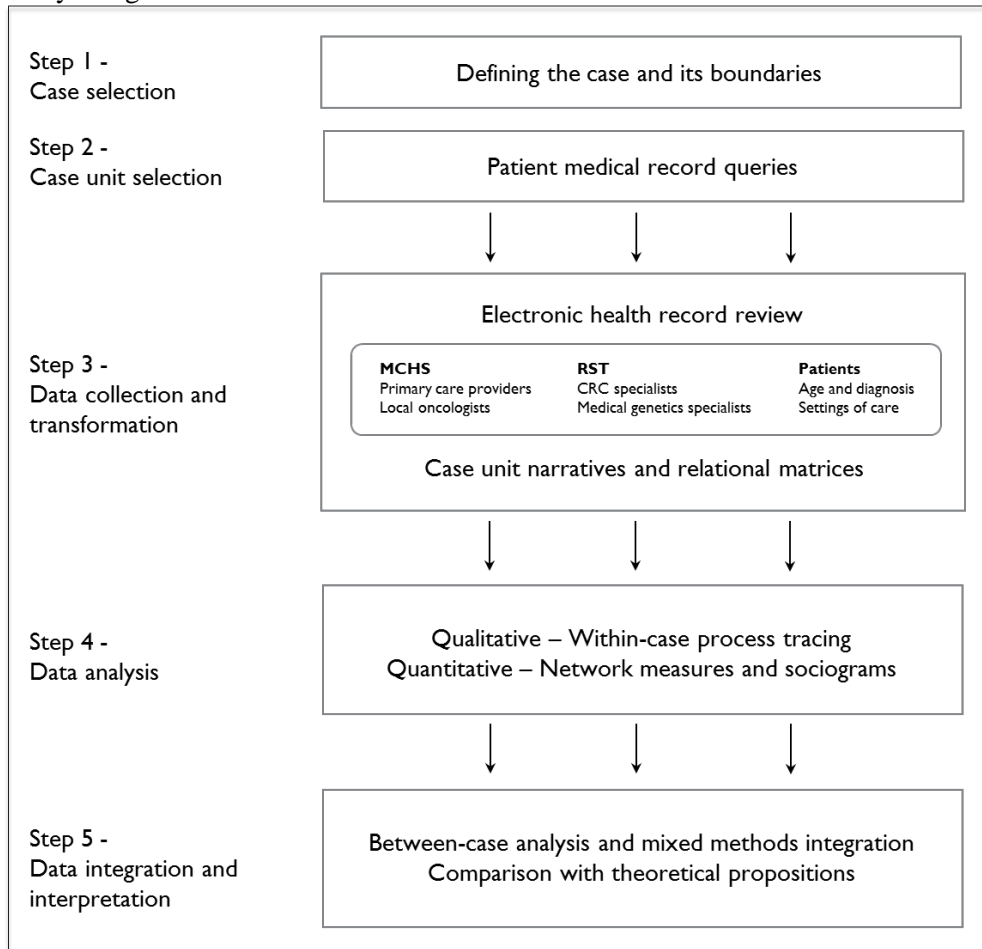 Step 1 -
Case selection
Defining the case and its boundaries
Step 2 -
Case unit selection
Patient medical record queries
Step 3 -
Data collection and
transformation
Electronic health record review
MCHS
Primary care providers
Local oncologists
RST
CRC specialists
Medical genetics specialists
Patients
Age and diagnosis
Settings of care
Case unit narratives and relational matrices
Step 4 -
Data analysis
Qualitative – Within-case process tracing
Quantitative – Network measures and sociograms
Step 5 -
Data integration and
interpretation
Between-case analysis and mixed methods integration
Comparison with theoretical propositions